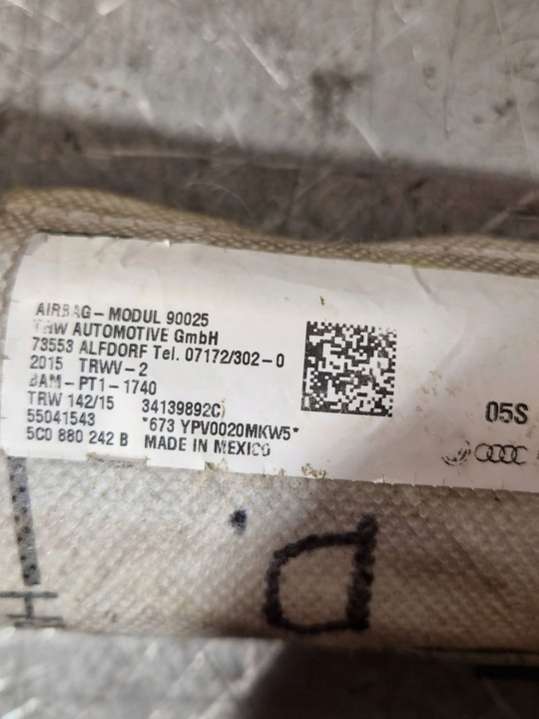 AIRBAG-MODUL 90025
TRW AUTOMOTIVE GmbH
73553 ALFDORF Tel. 07172/302-0
2015 TRWV-2
BAM-PT1-1740
TRW 142/15 34139892C)
55041543 *673 YPV0020MKW5*
5C0 880 242 B MADE IN MEXICO
05S
D
H